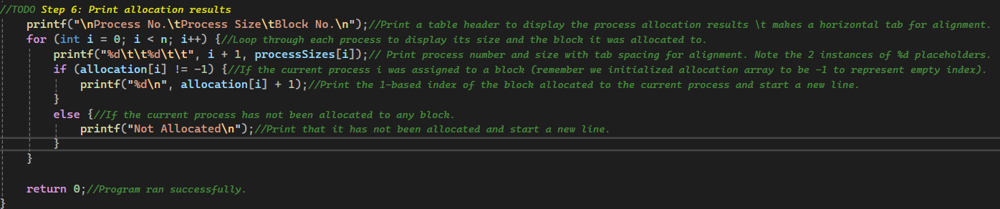 //TODO Step 6: Print allocation results
    printf("\nProcess No.\tProcess Size\tBlock No.\n");//Print a table header to display the process allocation results \t makes a horizontal tab for alignment.
    for (int i = 0; i < n; i++) {//Loop through each process to display its size and the block it was allocated to.
        printf("%d\t\t%d\t\t", i + 1, processSizes[i]);// Print process number and size with tab spacing for alignment. Note the 2 instances of %d placeholders.
        if (allocation[i] != -1) {//If the current process i was assigned to a block (remember we initialized allocation array to be -1 to represent empty index).
            printf("%d\n", allocation[i] + 1);//Print the 1-based index of the block allocated to the current process and start a new line.
        }
        else {//If the current process has not been allocated to any block.
            printf("Not Allocated\n");//Print that it has not been allocated and start a new line.
        }
    }
    return 0;//Program ran successfully.
}